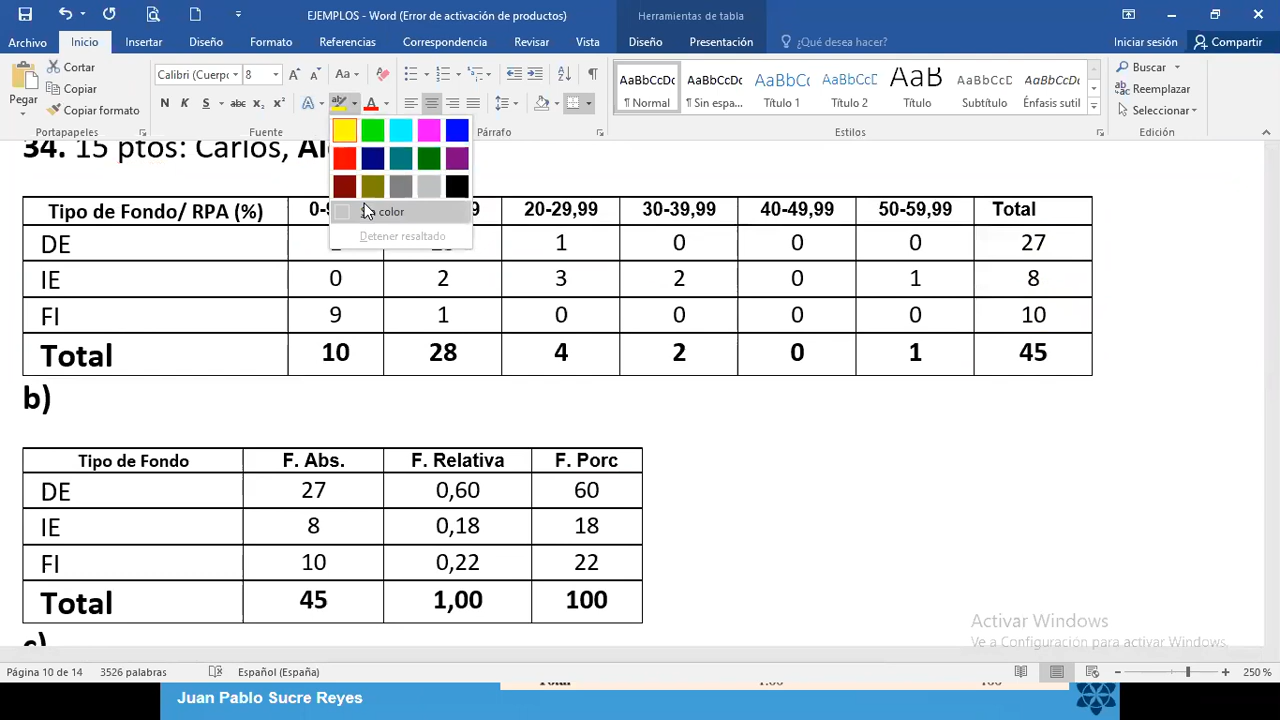 EJEMPLOS - Word (Error de activación de productos)
Herramientas de tabla
Archivo Inicio Insertar Diseño Formato Referencias Correspondencia Revisar Vista Diseño Presentación ¿Qué desea hacer? Iniciar sesión Compartir
Pegar
Cortar
Copiar
Copiar formato
Portapapeles
Calibri (Cuerpo 8
N K S abc x₂ x²
Fuente
Párrafo
AaBbCcDc AaBbCcDc AaBbCcDc AaBbCcDc AaB AaBbCcDc AaBbCcDc
¶ Normal ¶ Sin espa... Título 1 Título 2 Título Subtítulo Énfasis sutil
Estilos
Buscar
Reemplazar
Seleccionar
Edición
color
Detener resaltado
34. 15 ptos: Carlos,
Tipo de Fondo/ RPA (%) 20-29,99 30-39,99 40-49,99 50-59,99 Total
DE 1 0 0 0 27
IE 0 2 3 2 0 1 8
FI 9 1 0 0 0 0 10
Total 10 28 4 2 0 1 45
b)
Tipo de Fondo F. Abs. F. Relativa F. Porc
DE 27 0,60 60
IE 8 0,18 18
FI 10 0,22 22
Total 45 1,00 100
c)
Activar Windows
Ve a Configuración para activar Windows.
Página 10 de 14 3526 palabras Español (España) 250 %
Juan Pablo Sucre Reyes